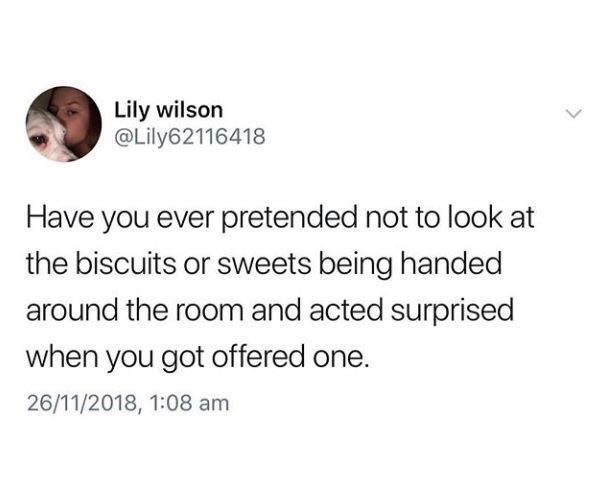 Lily wilson
@Lily62116418
Have you ever pretended not to look at
the biscuits or sweets being handed
around the room and acted surprised
when you got offered one.
26/11/2018, 1:08 am